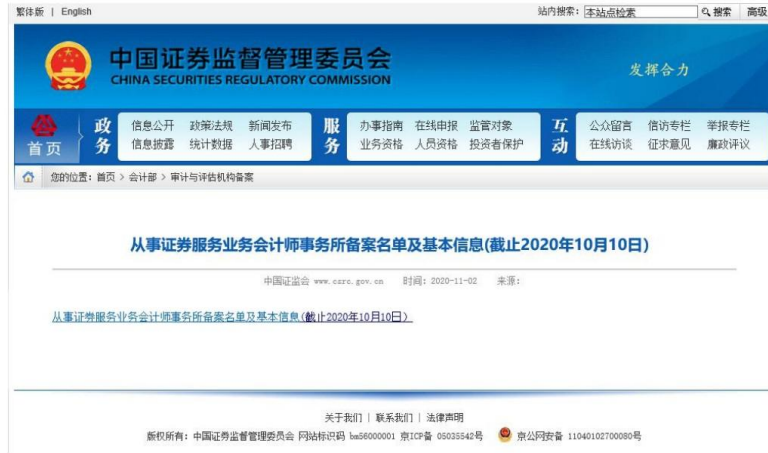 繁体版 | English
站内搜索: 本站点检索 搜索 高级
中国证券监督管理委员会
CHINA SECURITIES REGULATORY COMMISSION
发挥合力
首页
政务
信息公开 政策法规 新闻发布
信息披露 统计数据 人事招聘
服务
办事指南 在线申报 监管对象
业务资格 人员资格 投资者保护
互动
公众留言 信访专栏 举报专栏
在线访谈 征求意见 廉政评议
您的位置：首页 > 会计部 > 审计与评估机构备案
从事证券服务业务会计师事务所备案名单及基本信息(截止2020年10月10日)
中国证监会 www.csrc.gov.cn 时间：2020-11-02 来源：
从事证券服务业务会计师事务所备案名单及基本信息(截止2020年10月10日)
关于我们 | 联系我们 | 法律声明
版权所有：中国证券监督管理委员会 网站标识码 bm56000001 京ICP备 05035542号 京公网安备 11040102700080号